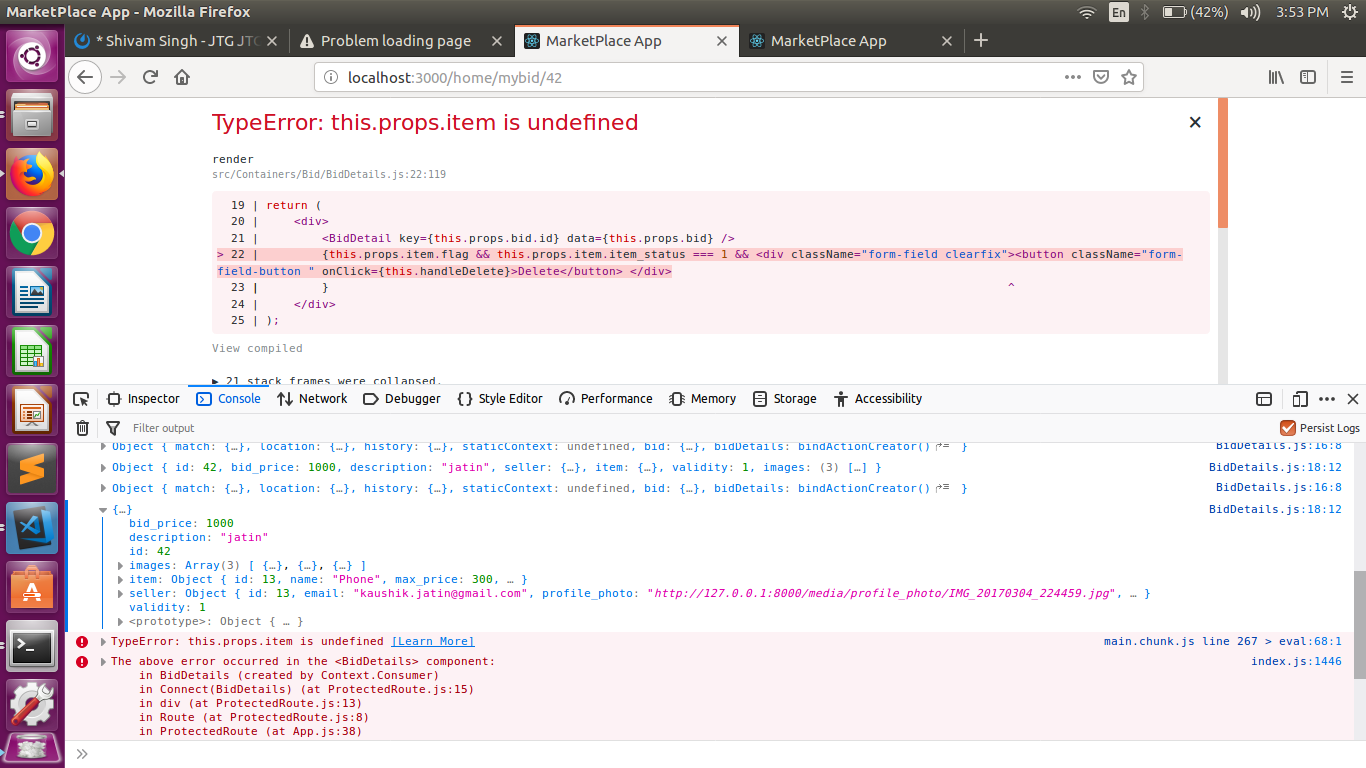 MarketPlace App - Mozilla Firefox
En
(42%)
3:53 PM
* Shivam Singh - JTG JTG
Problem loading page
MarketPlace App
MarketPlace App
localhost:3000/home/mybid/42
TypeError: this.props.item is undefined
render
src/Containers/Bid/BidDetails.js:22:119
19 | return (
20 |     <div>
21 |         <BidDetail key={this.props.bid.id} data={this.props.bid} />
> 22 |         {this.props.item.flag && this.props.item.item_status === 1 && <div className="form-field clearfix"><button className="form-
field-button " onClick={this.handleDelete}>Delete</button> </div>
23 |         }                                                                                                 ^
24 |     </div>
25 | );
View compiled
▶ 21 stack frames were collapsed.
Inspector
Console
Network
Debugger
Style Editor
Performance
Memory
Storage
Accessibility
Filter output
Persist Logs
Object { match: {…}, location: {…}, history: {…}, staticContext: undefined, bid: {…}, bidDetails: bindActionCreator() } BidDetails.js:16:8
Object { id: 42, bid_price: 1000, description: "jatin", seller: {…}, item: {…}, validity: 1, images: (3) […] } BidDetails.js:18:12
Object { match: {…}, location: {…}, history: {…}, staticContext: undefined, bid: {…}, bidDetails: bindActionCreator() } BidDetails.js:16:8
{…} BidDetails.js:18:12
bid_price: 1000
description: "jatin"
id: 42
images: Array(3) [ {…}, {…}, {…} ]
item: Object { id: 13, name: "Phone", max_price: 300, … }
seller: Object { id: 13, email: "kaushik.jatin@gmail.com", profile_photo: "http://127.0.0.1:8000/media/profile_photo/IMG_20170304_224459.jpg", … }
validity: 1
<prototype>: Object { … }
TypeError: this.props.item is undefined [Learn More] main.chunk.js line 267 > eval:68:1
The above error occurred in the <BidDetails> component: index.js:1446
in BidDetails (created by Context.Consumer)
in Connect(BidDetails) (at ProtectedRoute.js:15)
in div (at ProtectedRoute.js:13)
in Route (at ProtectedRoute.js:8)
in ProtectedRoute (at App.js:38)